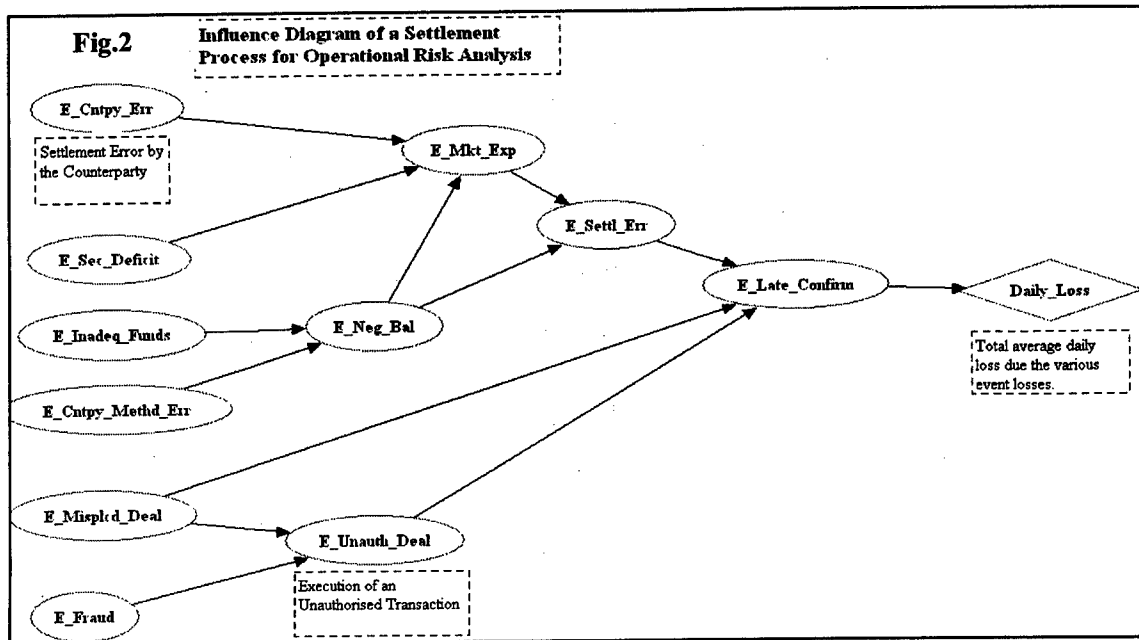 Fig.2
Influence Diagram of a Settlement
Process for Operational Risk Analysis
E_Cntpy_Err
Settlement Error by
the Counterparty
E_Mkt_Exp
E_Settl_Err
E_Sec_Deficit
E_Late_Confirm
Daily_Loss
E_Inadeq_Funds
E_Neg_Bal
Total average daily
loss due the various
event losses.
E_Cntpy_Methd_Err
E_Misplcd_Deal
E_Unauth_Deal
Execution of an
Unauthorised Transaction
E_Fraud